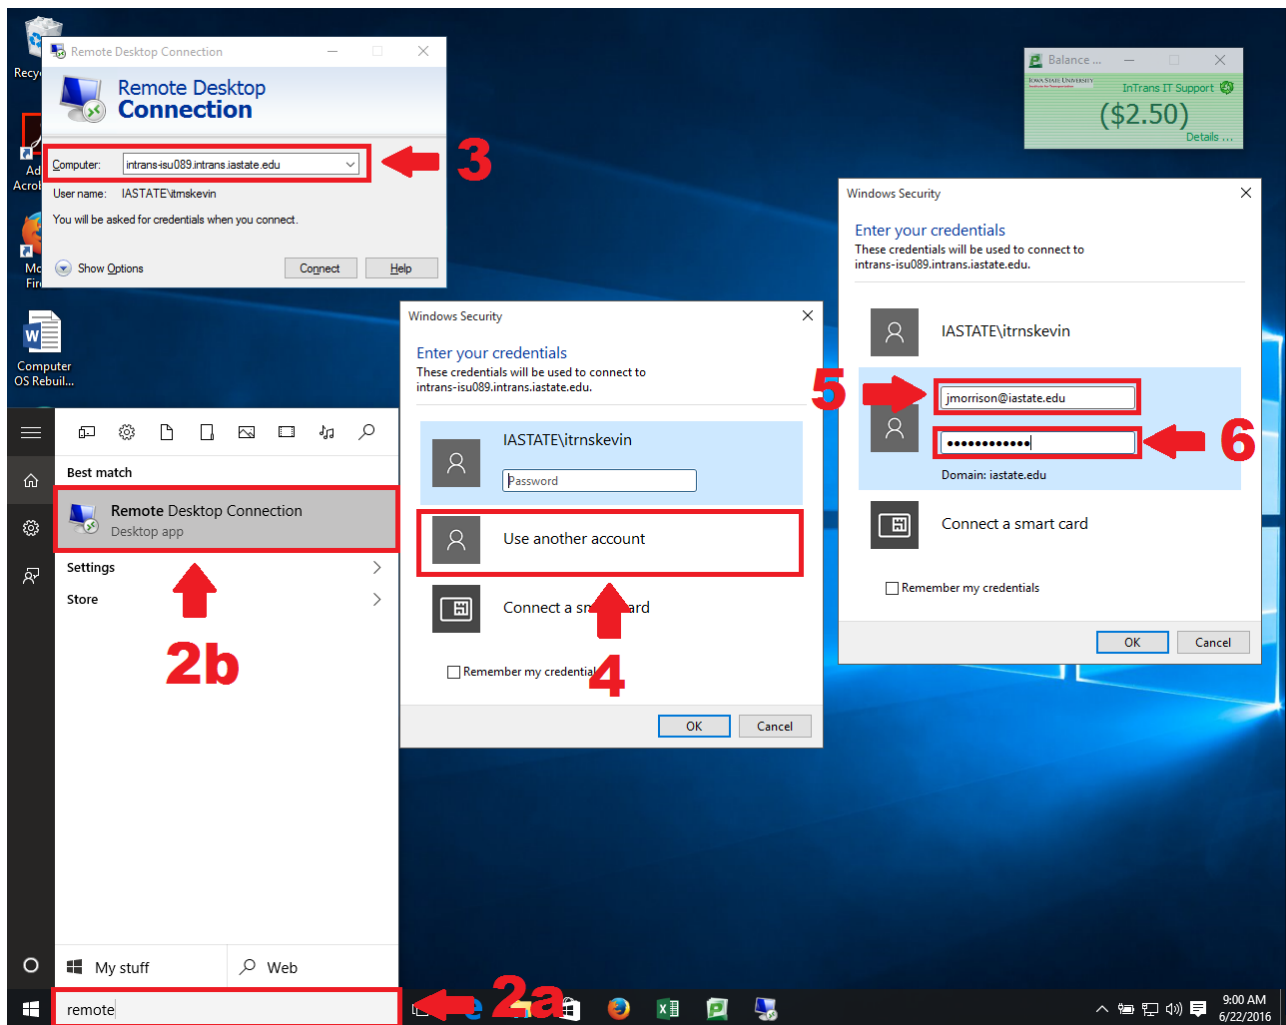 Recy
Remote Desktop Connection
Remote Desktop
Connection
Computer:
intrans-isu089.intrans.iastate.edu
3
User name:
IASTATE\itrnskevin
You will be asked for credentials when you connect.
Show Options
Connect
Help
Ad
Acrob
Mo
Fire
Computer
OS Rebuil...
Balance ...
IOWA STATE UNIVERSITY
InTrans IT Support
($2.50)
Details ...
Windows Security
Enter your credentials
These credentials will be used to connect to
intrans-isu089.intrans.iastate.edu.
IASTATE\itrnskevin
Password
Use another account
Connect a sm
ard
4
Remember my credential
OK
Cancel
Windows Security
Enter your credentials
These credentials will be used to connect to
intrans-isu089.intrans.iastate.edu.
IASTATE\itrnskevin
5
jmorrison@iastate.edu
6
Domain: iastate.edu
Connect a smart card
Remember my credentials
OK
Cancel
Best match
Remote Desktop Connection
Desktop app
Settings
Store
2b
My stuff
Web
remote
2a
9:00 AM
6/22/2016